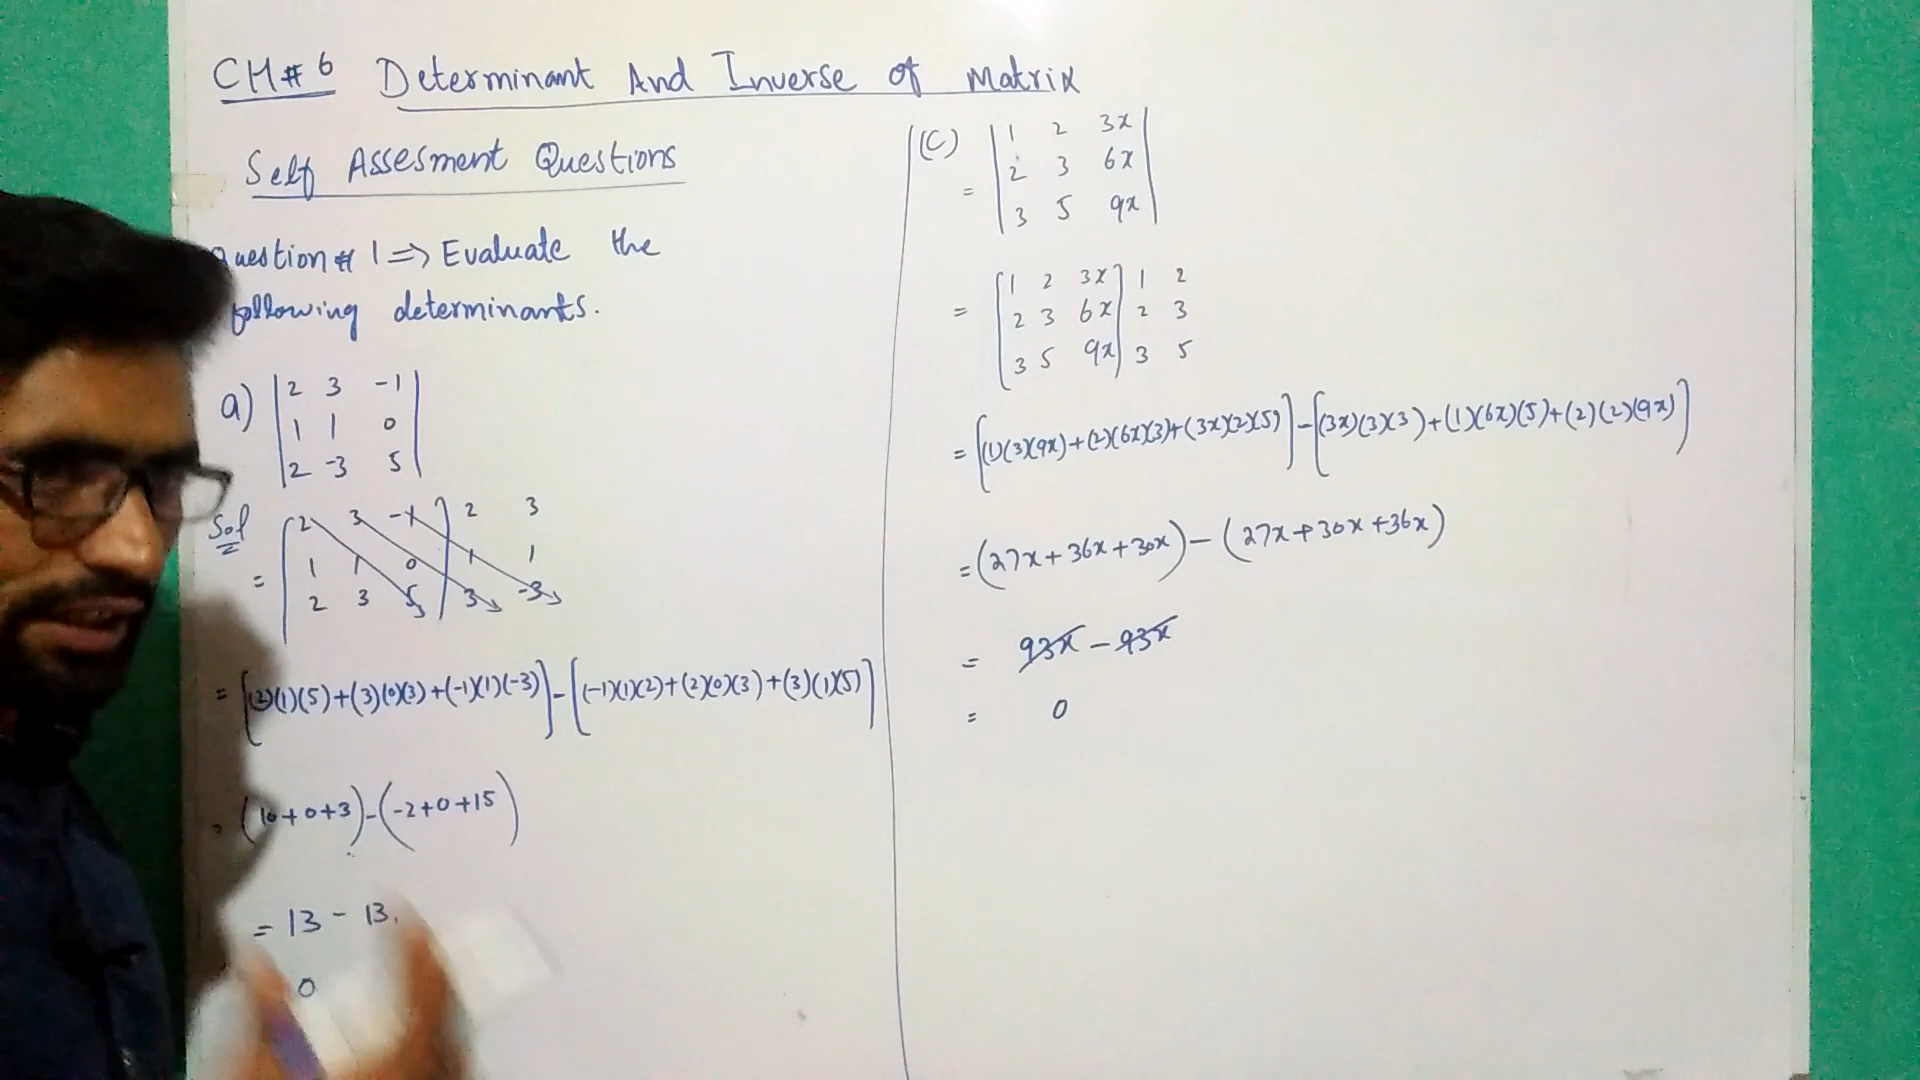 CH#6 Determinant And Inverse of Matrix
Self Assesment Questions
Question # 1 => Evaluate the
following determinants.
a) | 2 3 -1 |
| 1 1 0 |
| 2 -3 5 |
Sol
[ 2 3 -1 ] 2 3
= 1 1 0 1 1
2 3 5 3 -3
= [(2)(1)(5)+(3)(0)(3)+(-1)(1)(-3)] - [(-1)(1)(2)+(2)(0)(3)+(3)(1)(5)]
= (10+0+3)-(-2+0+15)
= 13 - 13
0
(C) | 1 2 3x |
= | 2 3 6x |
| 3 5 9x |
[ 1 2 3x ] 1 2
= 2 3 6x 2 3
3 5 9x 3 5
= [(1)(3)(9x)+(2)(6x)(3)+(3x)(2)(5)] - [(3x)(3)(3)+(1)(6x)(5)+(2)(2)(9x)]
= (27x+36x+30x) - (27x+30x+36x)
= 93x - 93x
= 0